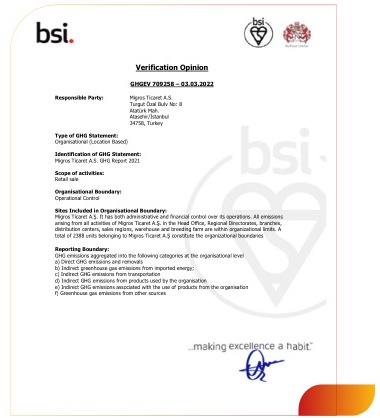 bsi.
bsi
Verification Opinion
GHGEV 709258 – 03.03.2022
Responsible Party: Migros Ticaret A.S.
Turgut Özal Bulv No: 8
Atatürk Mah.
Ataşehir/İstanbul
34758, Turkey
Type of GHG Statement:
Organisational (Location Based)
Identification of GHG Statement:
Migros Ticaret A.S. GHG Report 2021
Scope of activities:
Retail sale
Organisational Boundary:
Operational Control
Sites Included in Organisational Boundary:
Migros Ticaret A.Ş. It has both administrative and financial control over its operations. All emissions
arising from all activities of Migros Ticaret A.S in the Head Office, Regional Directorates, branches,
distribution centers, sales regions, warehouse and breeding farm are within organizational limits. A
total of 2388 units belonging to Migros Ticaret A.Ş constitute the organizational boundaries
Reporting Boundary:
GHG emissions aggregated into the following categories at the organisational level
a) Direct GHG emissions and removals
b) Indirect greenhouse gas emissions from imported energy;
c) Indirect GHG emissions from transportation
d) Indirect GHG emissions from products used by the organisation
e) Indirect GHG emissions associated with the use of products from the organisation
f) Greenhouse gas emissions from other sources
bsi
...making excellence a habit.™